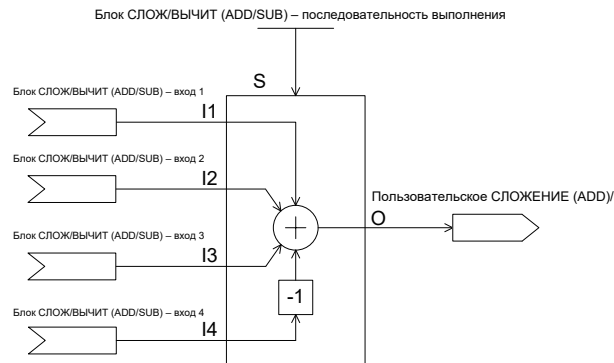 Блок СЛОЖ/ВЫЧИТ (ADD/SUB) – последовательность выполнения
S
Блок СЛОЖ/ВЫЧИТ (ADD/SUB) – вход 1
I1
Блок СЛОЖ/ВЫЧИТ (ADD/SUB) – вход 2
I2
Пользовательское СЛОЖЕНИЕ (ADD)/
O
Блок СЛОЖ/ВЫЧИТ (ADD/SUB) – вход 3
I3
-1
Блок СЛОЖ/ВЫЧИТ (ADD/SUB) – вход 4
I4